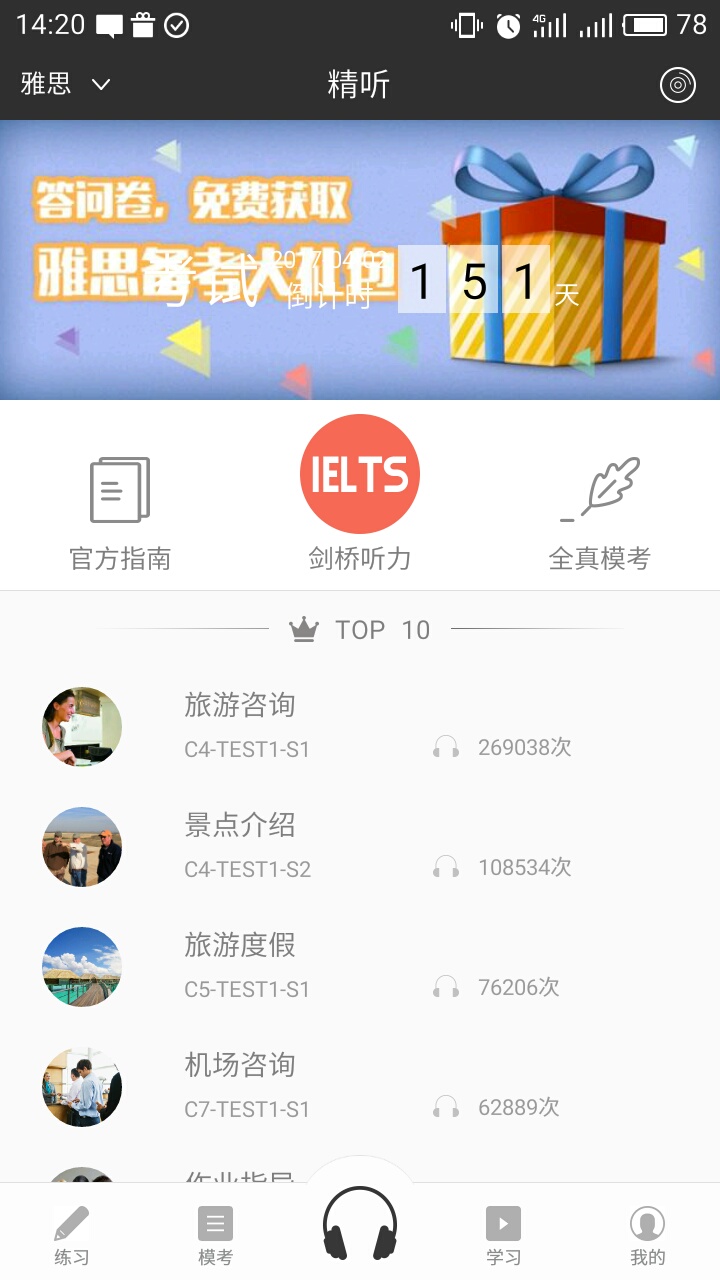 14:20 4G 78
雅思 精听
答问卷，免费获取
雅思备考大礼包
考试
2017.04.02
倒计时 1 5 1 天
IELTS
官方指南 剑桥听力 全真模考
TOP 10
旅游咨询
C4-TEST1-S1 269038次
景点介绍
C4-TEST1-S2 108534次
旅游度假
C5-TEST1-S1 76206次
机场咨询
C7-TEST1-S1 62889次
练习 模考 学习 我的